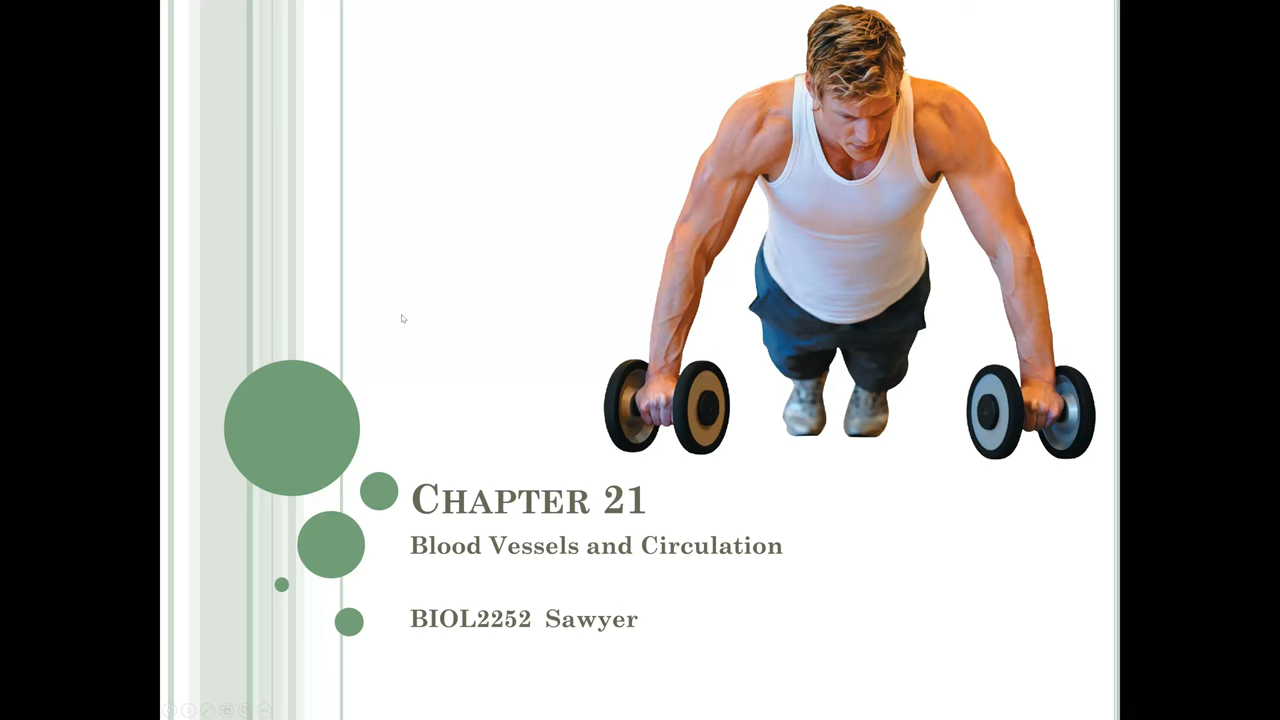 Chapter 21
Blood Vessels and Circulation
BIOL2252 Sawyer